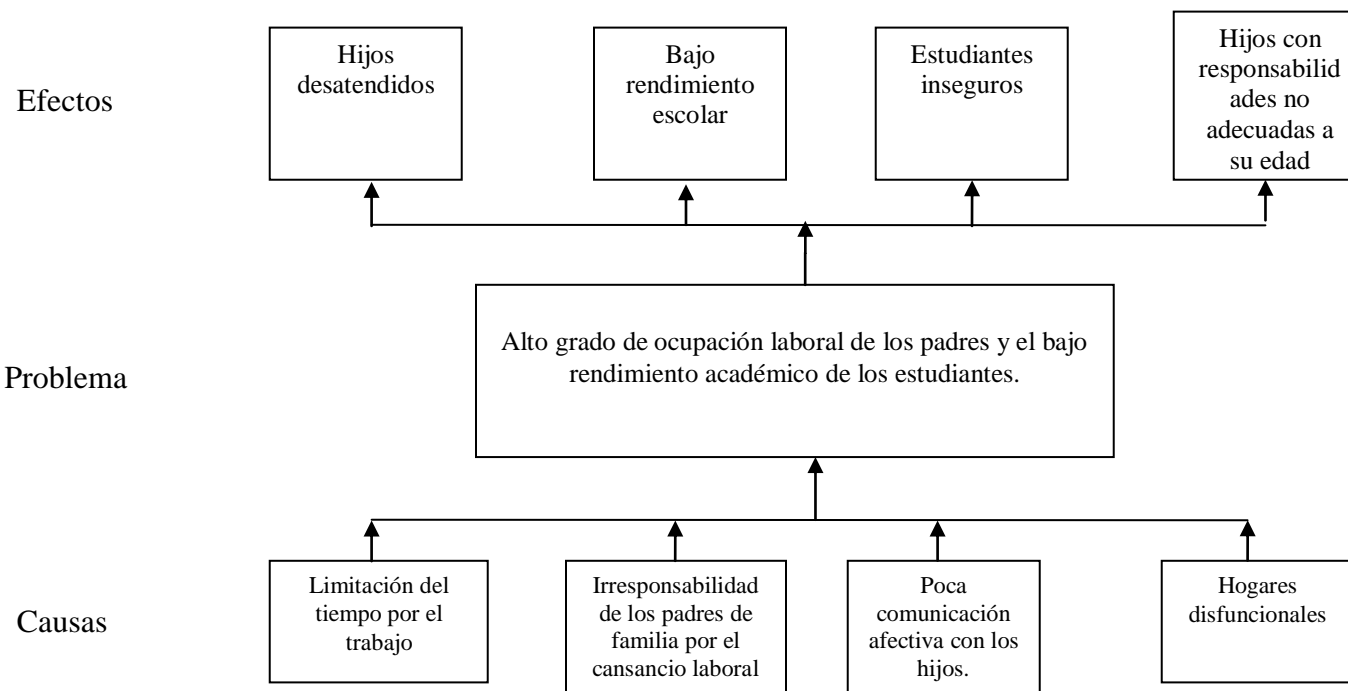 Efectos
Hijos
desatendidos
Bajo
rendimiento
escolar
Estudiantes
inseguros
Hijos con
responsabilid
ades no
adecuadas a
su edad
Problema
Alto grado de ocupación laboral de los padres y el bajo
rendimiento académico de los estudiantes.
Causas
Limitación del
tiempo por el
trabajo
Irresponsabilidad
de los padres de
familia por el
cansancio laboral
Poca
comunicación
afectiva con los
hijos.
Hogares
disfuncionales